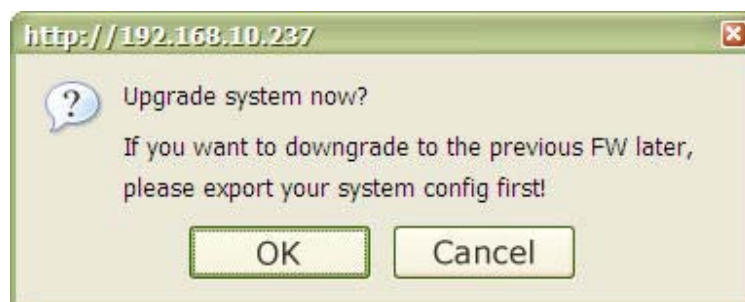 http://192.168.10.237
Upgrade system now?
If you want to downgrade to the previous FW later,
please export your system config first!
OK
Cancel